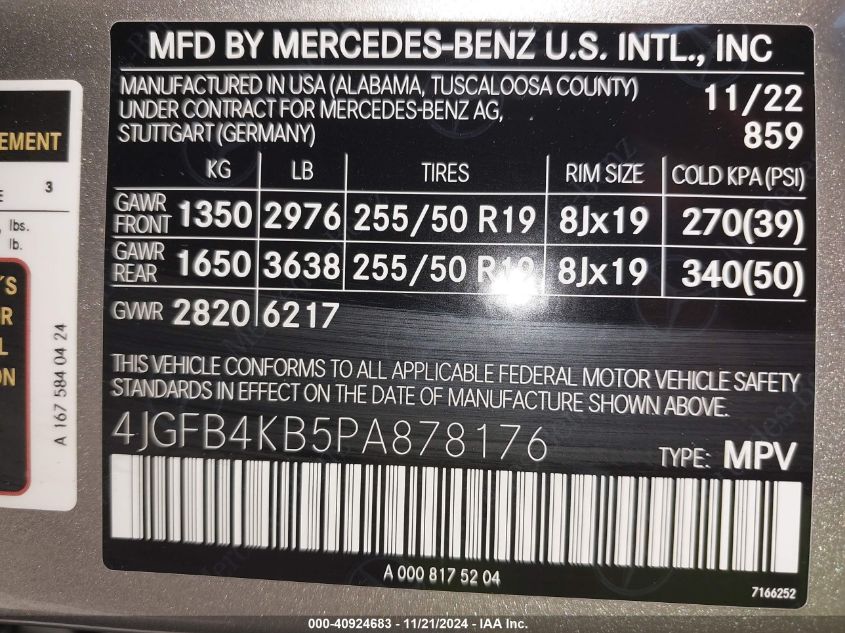 MFD BY MERCEDES-BENZ U.S. INTL., INC
MANUFACTURED IN USA (ALABAMA, TUSCALOOSA COUNTY)
UNDER CONTRACT FOR MERCEDES-BENZ AG,
STUTTGART (GERMANY)
11/22
859
KG LB TIRES RIM SIZE COLD KPA (PSI)
GAWR FRONT 1350 2976 255/50 R19 8Jx19 270(39)
GAWR REAR 1650 3638 255/50 R19 8Jx19 340(50)
GVWR 2820 6217
THIS VEHICLE CONFORMS TO ALL APPLICABLE FEDERAL MOTOR VEHICLE SAFETY
STANDARDS IN EFFECT ON THE DATE OF MANUFACTURE SHOWN ABOVE.
4JGFB4KB5PA878176
TYPE: MPV
A 000 817 52 04
7166252
EMENT
3
E
, lbs.
lb.
'S
R
L
ON
A 167 584 04 24
000-40924683 - 11/21/2024 - IAA Inc.